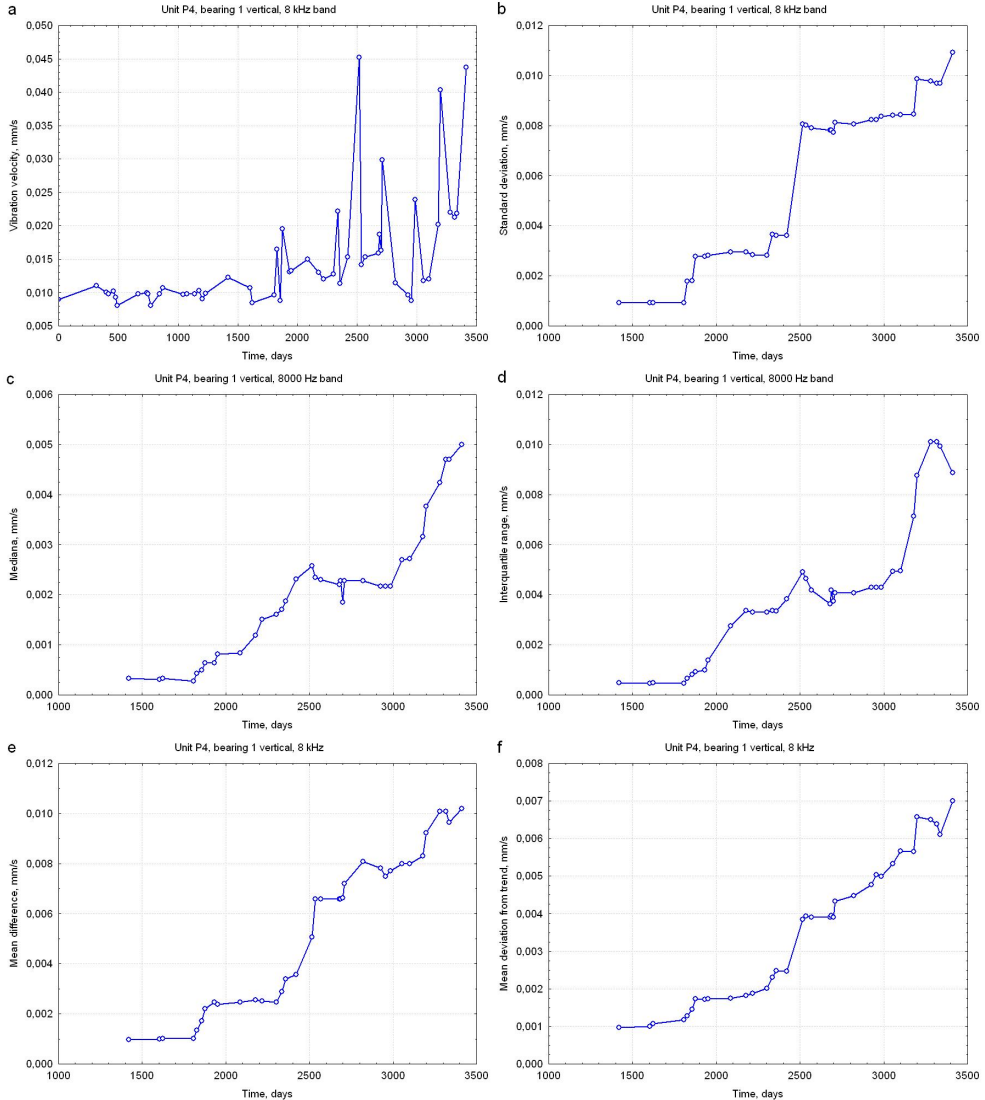 a
Unit P4, bearing 1 vertical, 8 kHz band
0,050
0,045
0,040
0,035
0,030
0,025
0,020
0,015
0,010
0,005
Vibration velocity, mm/s
0 500 1000 1500 2000 2500 3000 3500
Time, days
b
Unit P4, bearing 1 vertical, 8 kHz band
0,012
0,010
0,008
0,006
0,004
0,002
0,000
Standard deviation, mm/s
1000 1500 2000 2500 3000 3500
Time, days
c
Unit P4, bearing 1 vertical, 8000 Hz band
0,006
0,005
0,004
0,003
0,002
0,001
0,000
Mediana, mm/s
1000 1500 2000 2500 3000 3500
Time, days
d
Unit P4, bearing 1 vertical, 8000 Hz band
0,012
0,010
0,008
0,006
0,004
0,002
0,000
Interquartile range, mm/s
1000 1500 2000 2500 3000 3500
Time, days
e
Unit P4, bearing 1 vertical, 8 kHz
0,012
0,010
0,008
0,006
0,004
0,002
0,000
Mean difference, mm/s
1000 1500 2000 2500 3000 3500
Time, days
f
Unit P4, bearing 1 vertical, 8 kHz
0,008
0,007
0,006
0,005
0,004
0,003
0,002
0,001
0,000
Mean deviation from trend, mm/s
1000 1500 2000 2500 3000 3500
Time, days